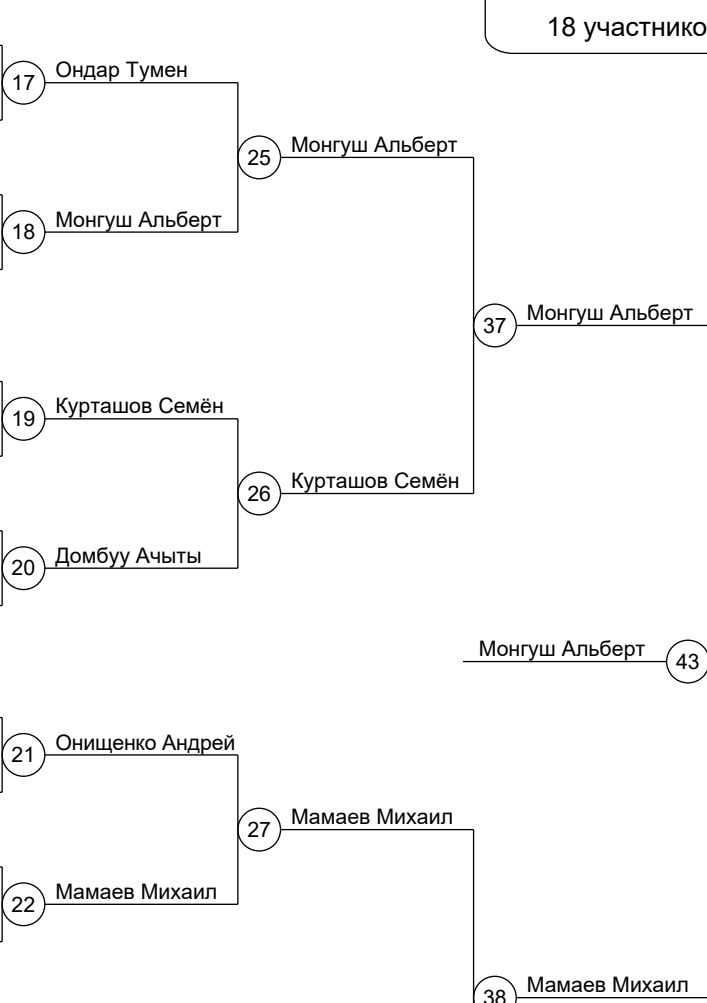 18 участнико
17 Ондар Тумен
25 Монгуш Альберт
18 Монгуш Альберт
37 Монгуш Альберт
19 Курташов Семён
26 Курташов Семён
20 Домбуу Ачыты
Монгуш Альберт 43
21 Онищенко Андрей
27 Мамаев Михаил
22 Мамаев Михаил
38 Мамаев Михаил